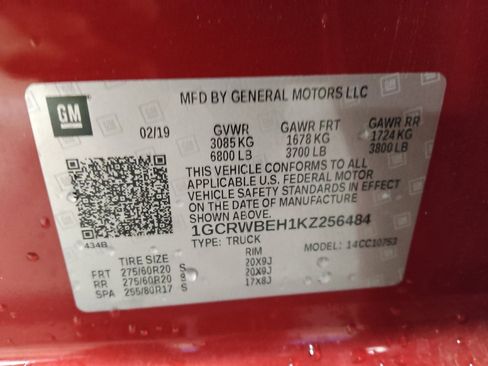 GM
MFD BY GENERAL MOTORS LLC
02/19
GVWR GAWR FRT GAWR RR
3085 KG 1678 KG 1724 KG
6800 LB 3700 LB 3800 LB
THIS VEHICLE CONFORMS TO ALL
APPLICABLE U.S. FEDERAL MOTOR
VEHICLE SAFETY STANDARDS IN EFFECT
ON THE DATE OF MANUFACTURE SHOWN ABOVE.
1GCRWBEH1KZ256484
TYPE: TRUCK MODEL: 14CC10753
434B
TIRE SIZE RIM
FRT 275/60R20 S 20X9J
RR 275/60R20 S 20X9J
SPA 255/80R17 S 17X8J